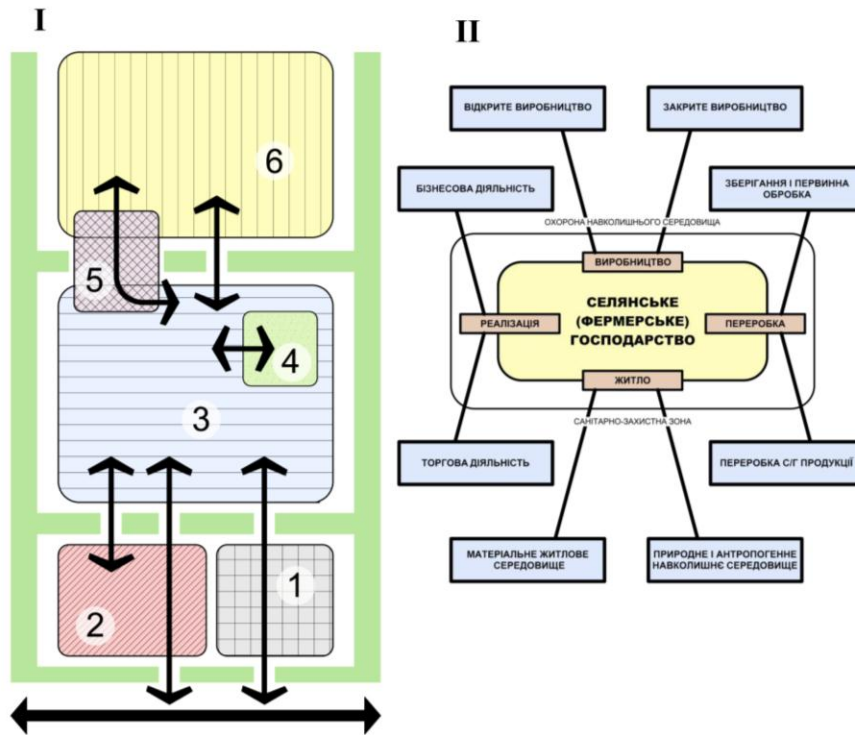 I
6
5
4
3
2
1
II
ВІДКРИТЕ ВИРОБНИЦТВО
ЗАКРИТЕ ВИРОБНИЦТВО
БІЗНЕСОВА ДІЯЛЬНІСТЬ
ЗБЕРІГАННЯ І ПЕРВИННА
ОБРОБКА
ОХОРОНА НАВКОЛИШНЬОГО СЕРЕДОВИЩА
ВИРОБНИЦТВО
СЕЛЯНСЬКЕ
(ФЕРМЕРСЬКЕ)
ГОСПОДАРСТВО
РЕАЛІЗАЦІЯ
ПЕРЕРОБКА
ЖИТЛО
САНІТАРНО-ЗАХИСТНА ЗОНА
ТОРГОВА ДІЯЛЬНІСТЬ
ПЕРЕРОБКА С/Г ПРОДУКЦІЇ
МАТЕРІАЛЬНЕ ЖИТЛОВЕ
СЕРЕДОВИЩЕ
ПРИРОДНЕ І АНТРОПОГЕННЕ
НАВКОЛИШНЄ СЕРЕДОВИЩЕ